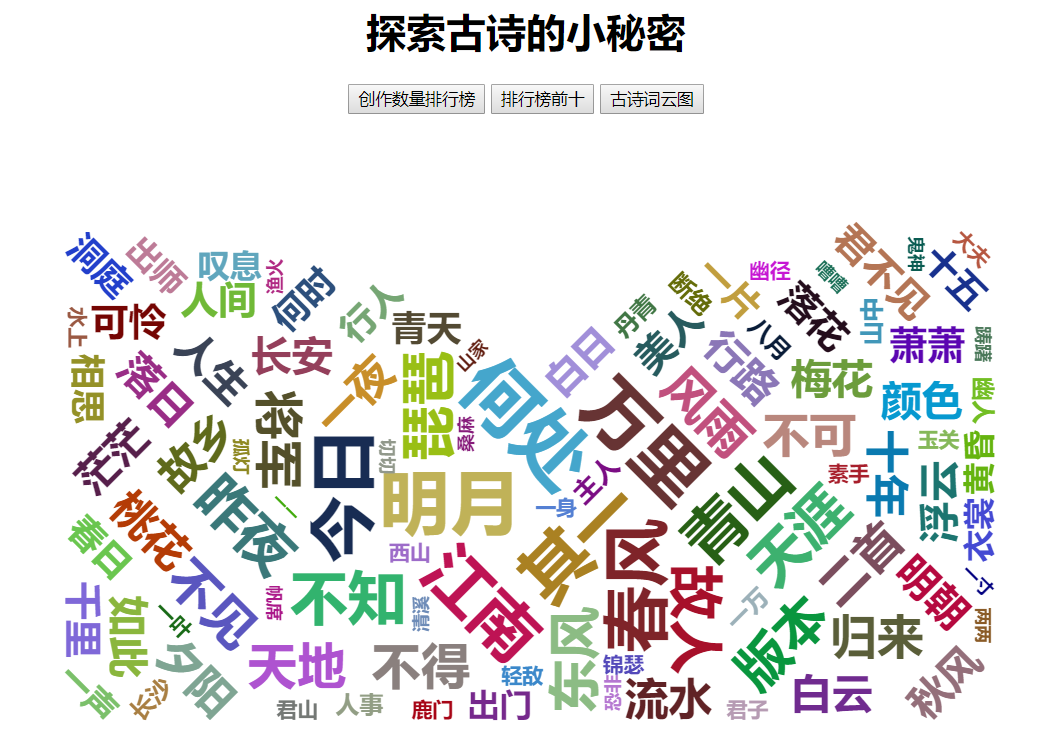 探索古诗的小秘密
创作数量排行榜 排行榜前十 古诗词云图
洞庭
出师
叹息
渔火
人间
何时
水上
可怜
行人
青天
相思
落日
人生
长安
一夜
琵琶
山家
何处
白日
丹青
断绝
一片
幽径
嘈嘈
落花
君不见
鬼神
十五
大夫
中山
萧萧
踌躇
八月
美人
行路
梅花
颜色
幽人
玉关
黄昏
茫茫
故乡
孤灯
将军
今日
切切
桑麻
明月
万里
风雨
不可
素手
十年
浮云
衣裳
主人
一身
其一
青山
天涯
一首
明朝
一寸
两两
桃花
昨夜
一一
春日
不见
帆席
不知
西山
清溪
江南
春风
故人
一万
版本
归来
秋风
千里
如此
一叶
夕阳
天地
不得
轻敌
东风
锦瑟
恐非
流水
君子
白云
一声
长沙
君山
人事
鹿门
出门